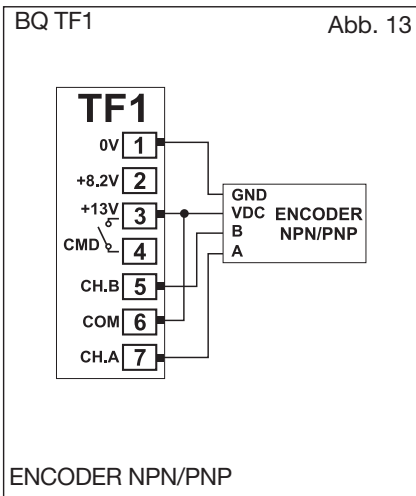 BQ TF1
Abb. 13
TF1
0V 1
+8.2V 2
+13V 3
CMD 4
CH.B 5
COM 6
CH.A 7
GND
VDC ENCODER
B NPN/PNP
A
ENCODER NPN/PNP